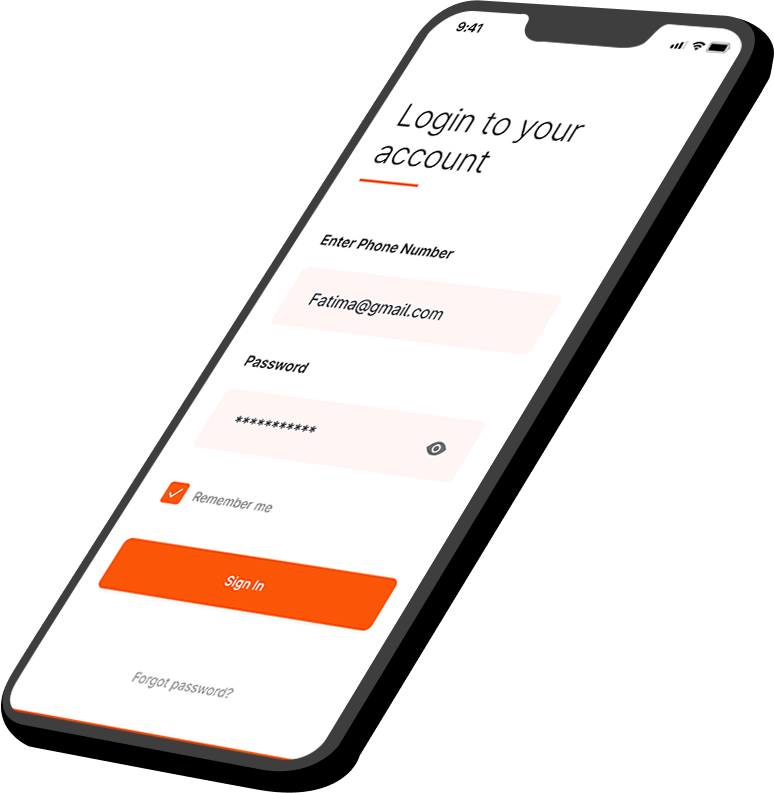 9:41
Login to your
account
Enter Phone Number
Fatima@gmail.com
Password
***********
Remember me
Sign In
Forgot password?